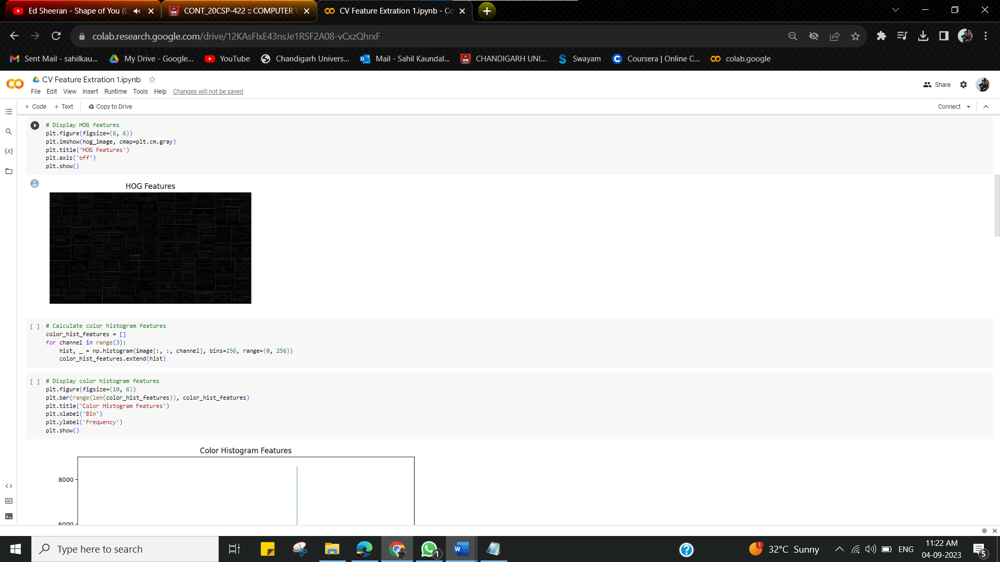 Ed Sheeran - Shape of You (
CONT_20CSP-422 :: COMPUTER
CV Feature Extration 1.ipynb - Co
colab.research.google.com/drive/12KAsFIxE43nsJe1RSF2A08-vCxzQhrxF
Sent Mail - sahilkau...
My Drive - Google...
YouTube
Chandigarh Univers...
Mail - Sahil Kaundal...
CHANDIGARH UNI...
Swayam
Coursera | Online C...
colab.google
CV Feature Extration 1.ipynb
Share
File Edit View Insert Runtime Tools Help Changes will not be saved
+ Code + Text Copy to Drive
Connect
# Display HOG features
plt.figure(figsize=(6, 6))
plt.imshow(hog_image, cmap=plt.cm.gray)
plt.title('HOG Features')
plt.axis('off')
plt.show()
{x}
HOG Features
[ ] # Calculate color histogram features
color_hist_features = []
for channel in range(3):
    hist, _ = np.histogram(image[:, :, channel], bins=256, range=(0, 256))
    color_hist_features.extend(hist)
[ ] # Display color histogram features
plt.figure(figsize=(10, 6))
plt.bar(range(len(color_hist_features)), color_hist_features)
plt.title('Color Histogram Features')
plt.xlabel('Bin')
plt.ylabel('Frequency')
plt.show()
Color Histogram Features
8000
6000
Type here to search
1
1
32°C Sunny
ENG
11:22 AM
04-09-2023
5